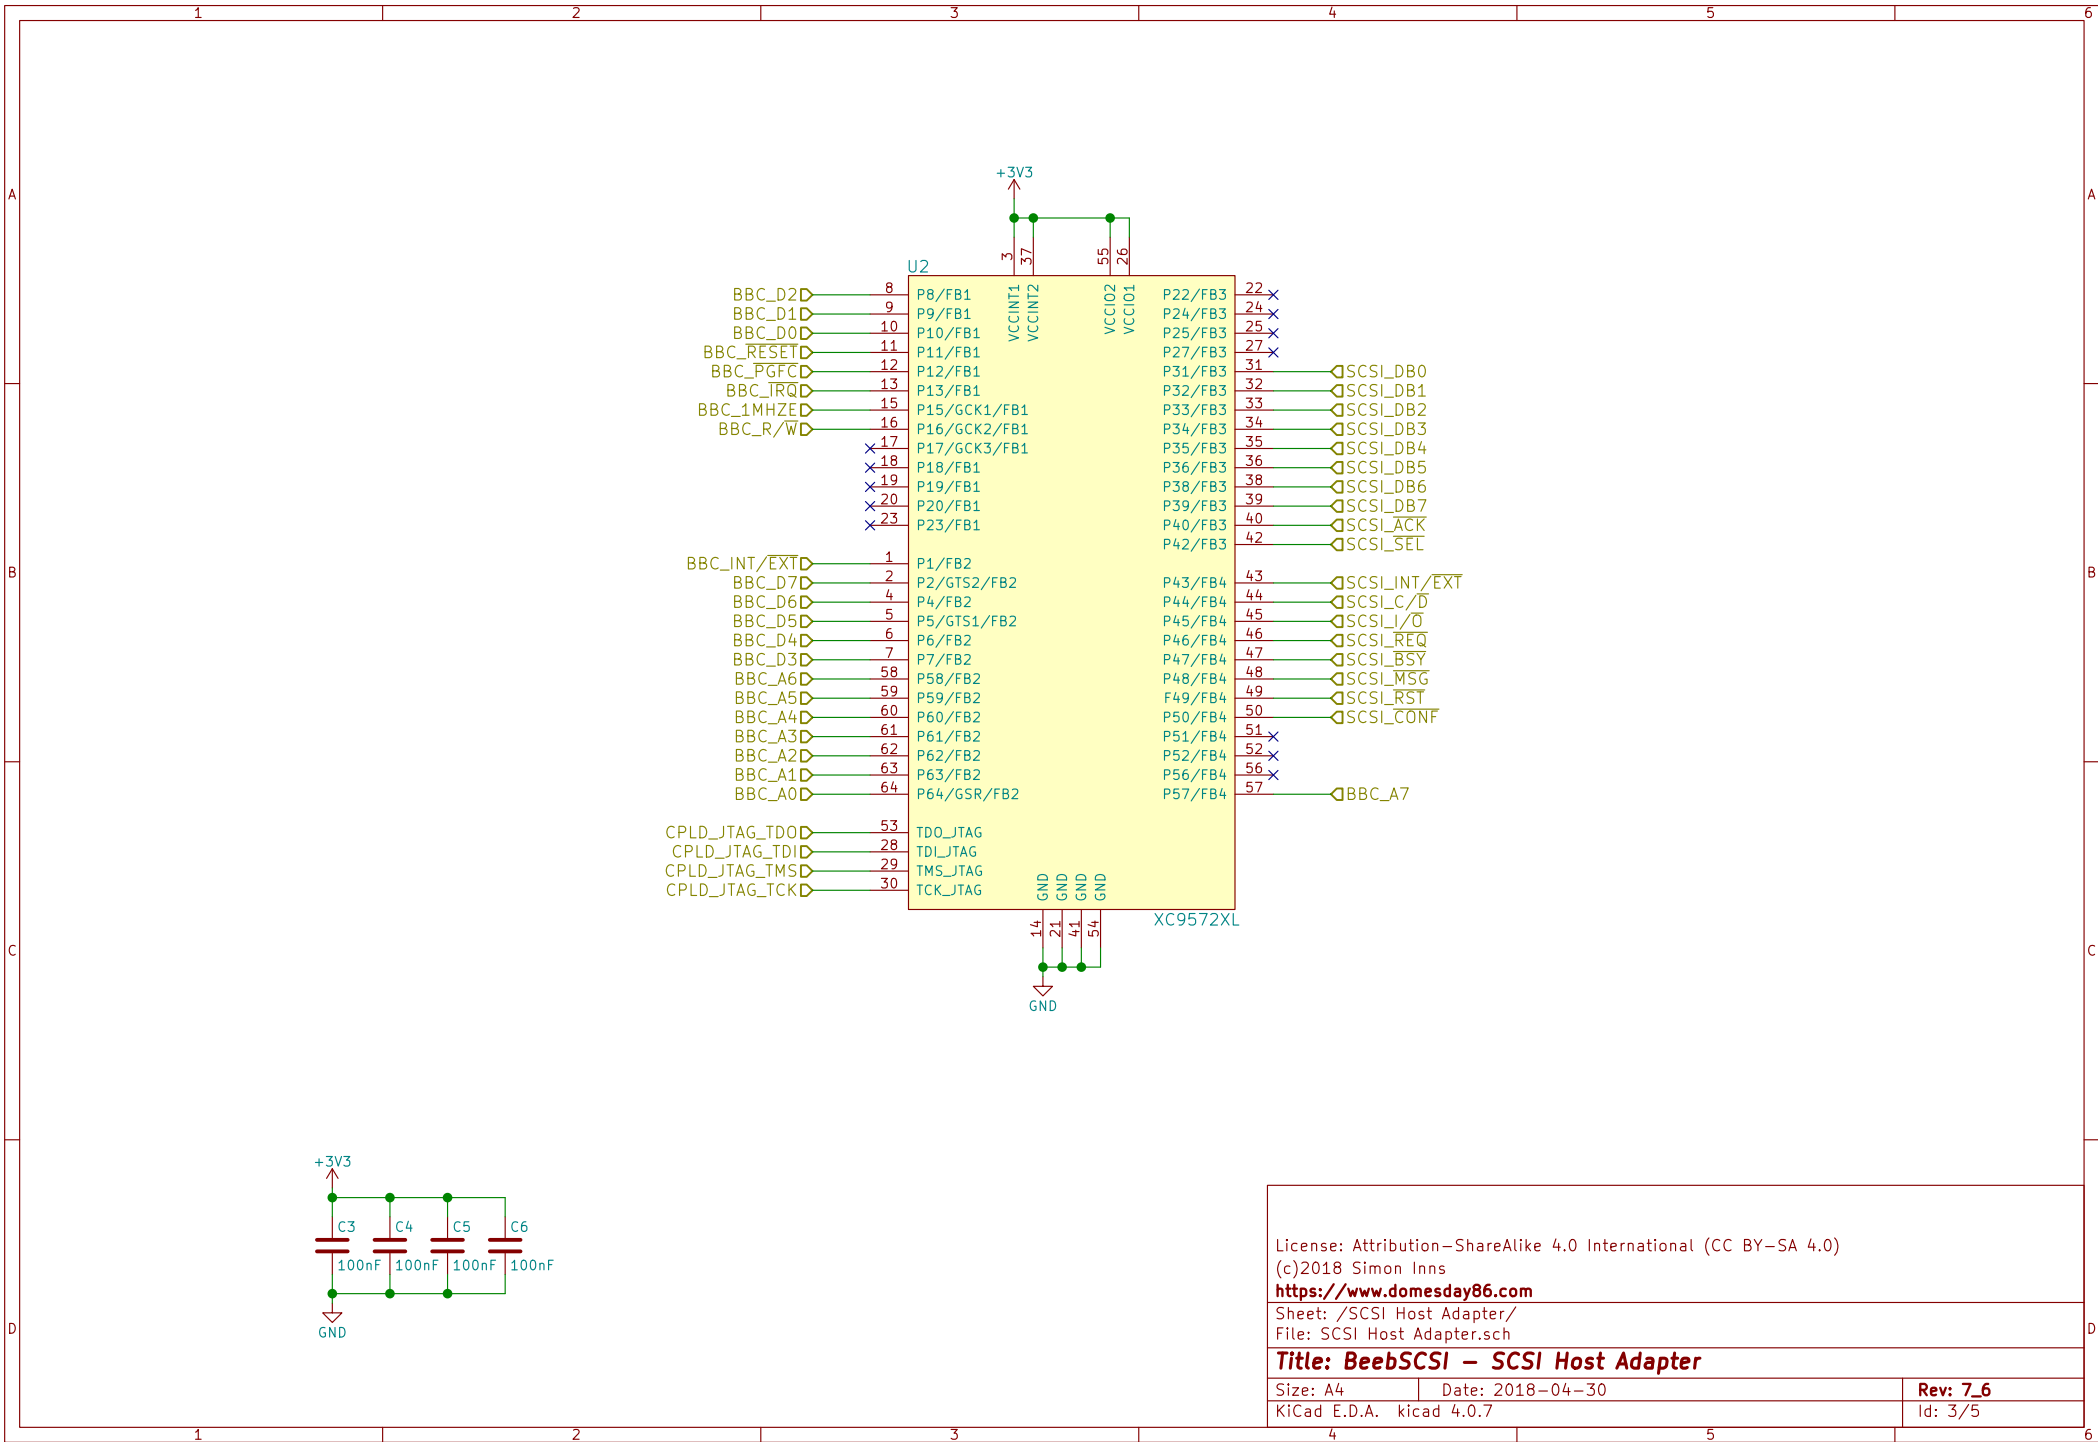 1 2 3 4 5 6
A A
B B
C C
D D
+3V3
3 37 55 26
U2
VCCINT1 VCCINT2 VCCIO2 VCCIO1
BBC_D2 8 P8/FB1 P22/FB3 22
BBC_D1 9 P9/FB1 P24/FB3 24
BBC_D0 10 P10/FB1 P25/FB3 25
BBC_RESET 11 P11/FB1 P27/FB3 27
BBC_PGFC 12 P12/FB1 P31/FB3 31 SCSI_DB0
BBC_IRQ 13 P13/FB1 P32/FB3 32 SCSI_DB1
BBC_1MHZE 15 P15/GCK1/FB1 P33/FB3 33 SCSI_DB2
BBC_R/W 16 P16/GCK2/FB1 P34/FB3 34 SCSI_DB3
17 P17/GCK3/FB1 P35/FB3 35 SCSI_DB4
18 P18/FB1 P36/FB3 36 SCSI_DB5
19 P19/FB1 P38/FB3 38 SCSI_DB6
20 P20/FB1 P39/FB3 39 SCSI_DB7
23 P23/FB1 P40/FB3 40 SCSI_ACK
P42/FB3 42 SCSI_SEL
BBC_INT/EXT 1 P1/FB2
BBC_D7 2 P2/GTS2/FB2 P43/FB4 43 SCSI_INT/EXT
BBC_D6 4 P4/FB2 P44/FB4 44 SCSI_C/D
BBC_D5 5 P5/GTS1/FB2 P45/FB4 45 SCSI_I/O
BBC_D4 6 P6/FB2 P46/FB4 46 SCSI_REQ
BBC_D3 7 P7/FB2 P47/FB4 47 SCSI_BSY
BBC_A6 58 P58/FB2 P48/FB4 48 SCSI_MSG
BBC_A5 59 P59/FB2 F49/FB4 49 SCSI_RST
BBC_A4 60 P60/FB2 P50/FB4 50 SCSI_CONF
BBC_A3 61 P61/FB2 P51/FB4 51
BBC_A2 62 P62/FB2 P52/FB4 52
BBC_A1 63 P63/FB2 P56/FB4 56
BBC_A0 64 P64/GSR/FB2 P57/FB4 57 BBC_A7
CPLD_JTAG_TDO 53 TDO_JTAG
CPLD_JTAG_TDI 28 TDI_JTAG
CPLD_JTAG_TMS 29 TMS_JTAG
CPLD_JTAG_TCK 30 TCK_JTAG
GND GND GND GND
14 21 41 54
XC9572XL
GND
+3V3
C3 C4 C5 C6
100nF 100nF 100nF 100nF
GND
License: Attribution-ShareAlike 4.0 International (CC BY-SA 4.0)
(c)2018 Simon Inns
https://www.domesday86.com
Sheet: /SCSI Host Adapter/
File: SCSI Host Adapter.sch
Title: BeebSCSI - SCSI Host Adapter
Size: A4 Date: 2018-04-30 Rev: 7_6
KiCad E.D.A. kicad 4.0.7 Id: 3/5
1 2 3 4 5 6